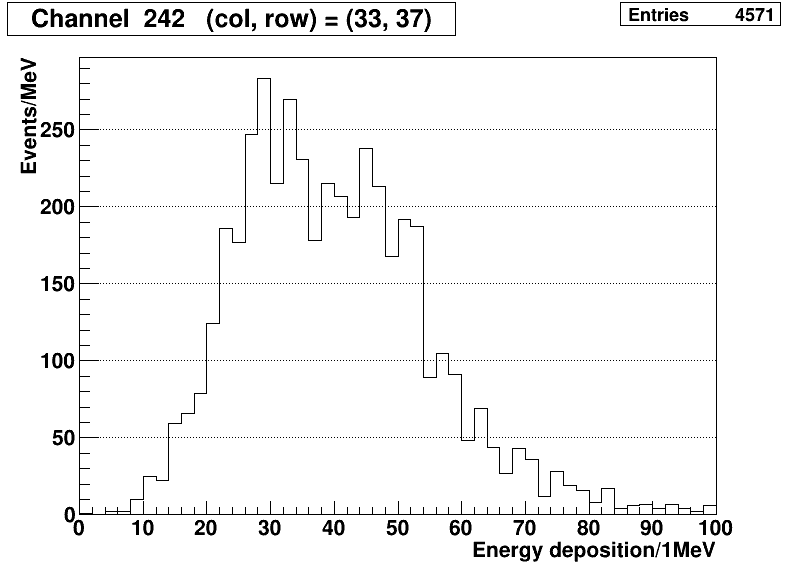 Channel 242 (col, row) = (33, 37)
Entries 4571
Events/MeV
250
200
150
100
50
0
0 10 20 30 40 50 60 70 80 90 100
Energy deposition/1MeV